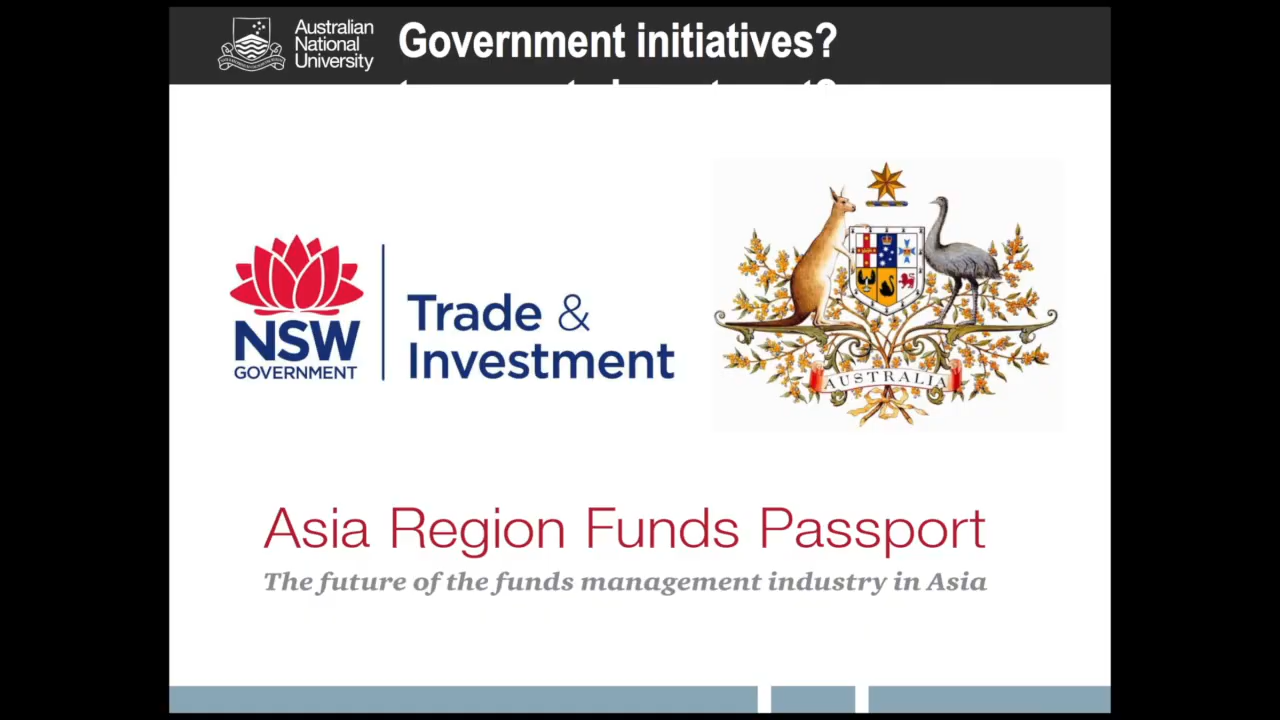 Australian
National
University
Government initiatives?
NSW
GOVERNMENT
Trade &
Investment
AUSTRALIA
Asia Region Funds Passport
The future of the funds management industry in Asia